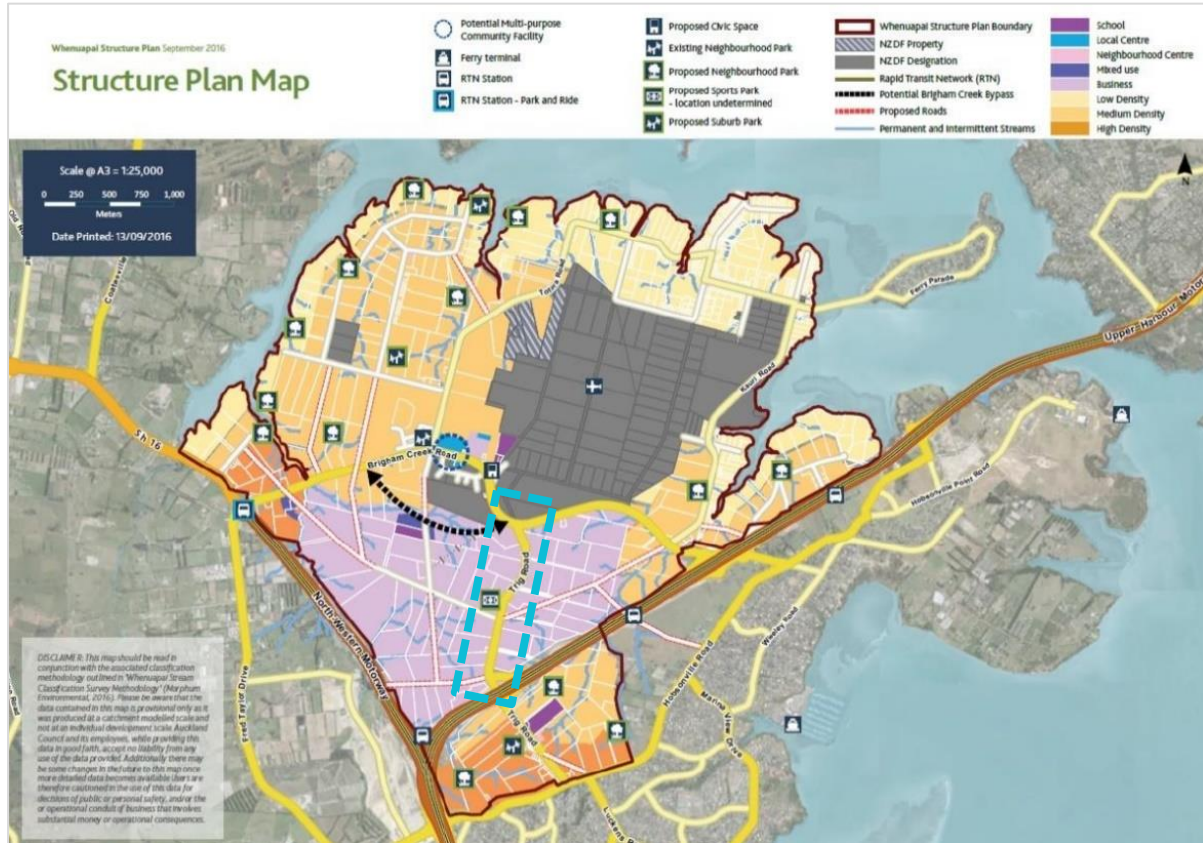 Whenuapai Structure Plan September 2016
Structure Plan Map
Potential Multi-purpose
Community Facility
Ferry terminal
RTN Station
RTN Station - Park and Ride
Proposed Civic Space
Existing Neighbourhood Park
Proposed Neighbourhood Park
Proposed Sports Park
- location undetermined
Proposed Suburb Park
Whenuapai Structure Plan Boundary
NZDF Property
NZDF Designation
Rapid Transit Network (RTN)
Potential Brigham Creek Bypass
Proposed Roads
Permanent and Intermittent Streams
School
Local Centre
Neighbourhood Centre
Mixed use
Business
Low Density
Medium Density
High Density
Scale @ A3 = 1:25,000
0 250 500 750 1,000
Meters
Date Printed: 13/09/2016
N
Totara Road
Ferry Parade
Upper Harbour Motor
Kauri Road
Sh 16
Brigham Creek Road
Hobsonville Point Road
Trig Road
North-Western Motorway
Wiseley Road
Hobsonville Road
Fred Taylor Drive
Marina View Drive
Trig Road
Luckens
DISCLAIMER: This map should be read in
conjunction with the associated classification
methodology outlined in "Whenuapai Stream
Classification Survey Methodology" (Morphum
Environmental, 2016). Please be aware that the
data contained in this map is provisional only as it
was produced at a catchment modelled scale and
not at an individual development scale. Auckland
Council and its employees, while providing this
data in good faith, accept no liability from any
use of the data provided. Additionally there may
be some changes in the future to this map once
more detailed data becomes available. Users are
therefore cautioned in the use of this data for
decisions of public or personal safety, and/or the
or operational conduct of business that involves
substantial money or operational consequences.